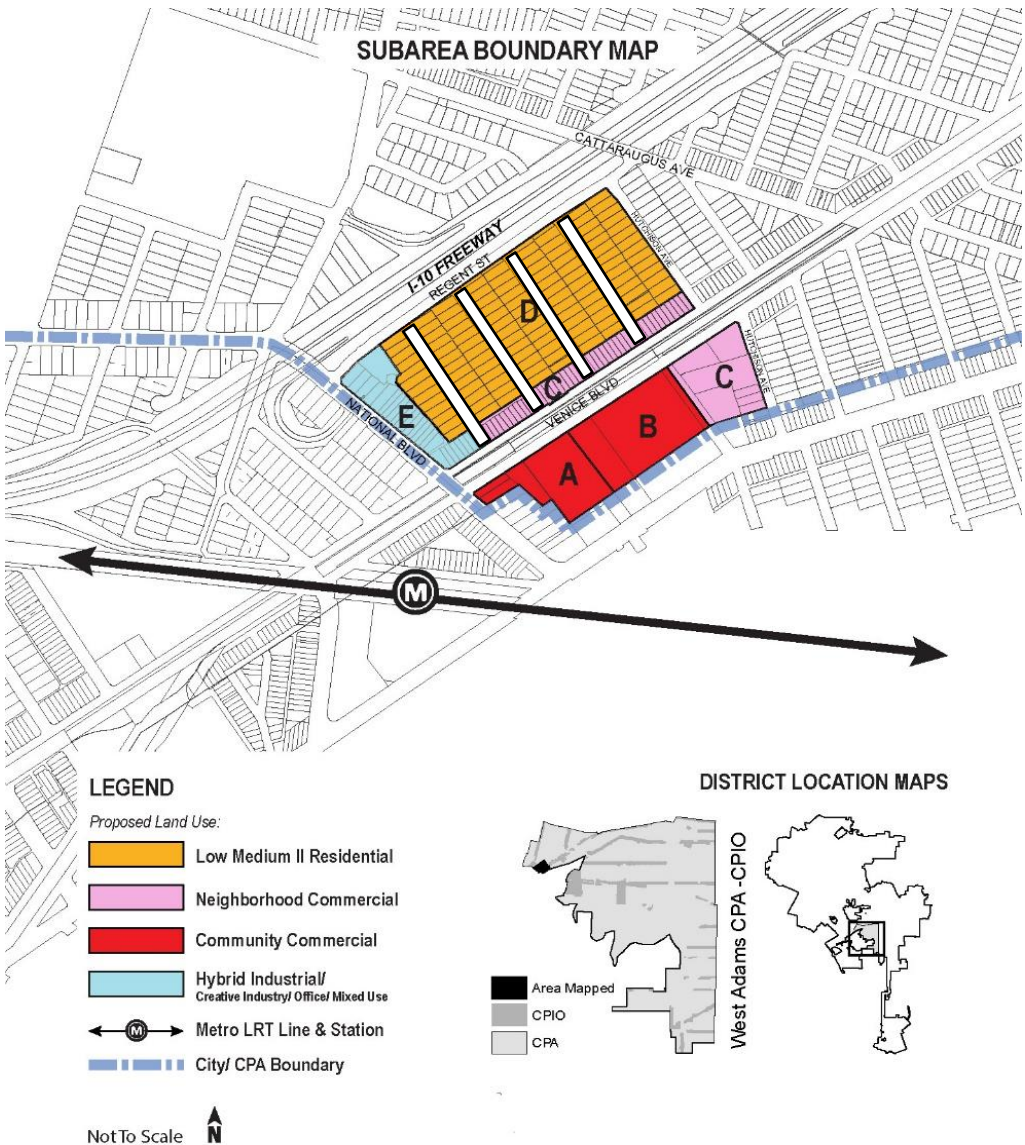 SUBAREA BOUNDARY MAP
CATTARAUGUS AVE
I-10 FREEWAY
REGENT ST
HUTCHISON AVE
D
C
VENICE BLVD
HUTCHISON AVE
C
E
B
NATIONAL BLVD
A
M
LEGEND
Proposed Land Use:
Low Medium II Residential
Neighborhood Commercial
Community Commercial
Hybrid Industrial/
Creative Industry/ Office/ Mixed Use
M
Metro LRT Line & Station
City/ CPA Boundary
Not To Scale
N
DISTRICT LOCATION MAPS
West Adams CPA -CPIO
Area Mapped
CPIO
CPA